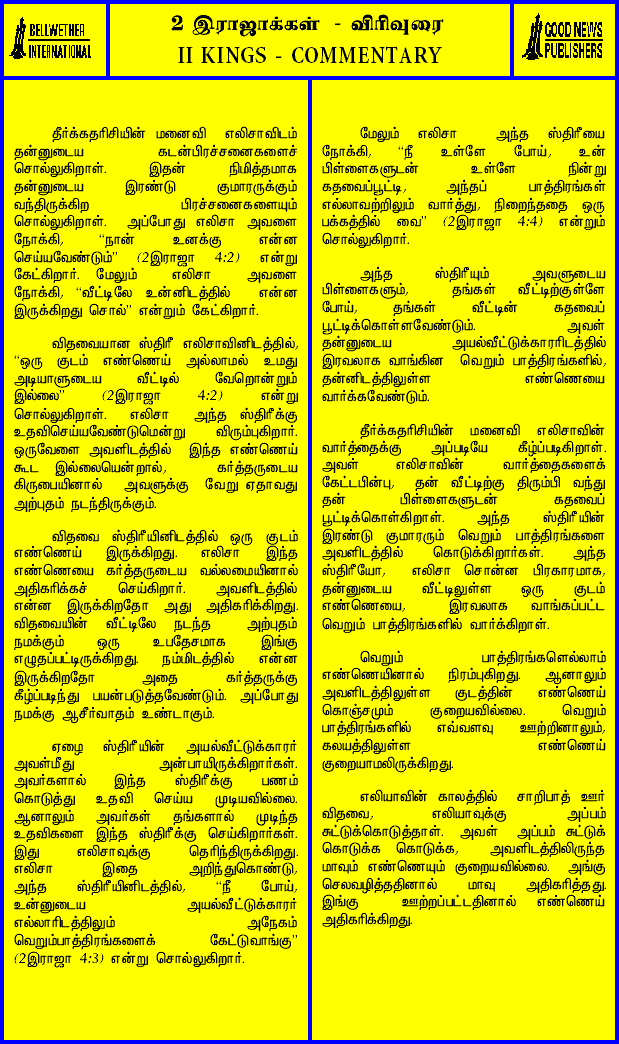 BELLWETHER
INTERNATIONAL
2 இராஜாக்கள் - விரிவுரை
II KINGS - COMMENTARY
GOOD NEWS
PUBLISHERS
தீர்க்கதரிசியின் மனைவி எலிசாவிடம்
தன்னுடைய கடன்பிரச்சனைகளைச்
சொல்லுகிறாள். இதன் நிமித்தமாக
தன்னுடைய இரண்டு குமாரருக்கும்
வந்திருக்கிற பிரச்சனைகளையும்
சொல்லுகிறாள். அப்போது எலிசா அவளை
நோக்கி, “நான் உனக்கு என்ன
செய்யவேண்டும்” (2இராஜா 4:2) என்று
கேட்கிறார். மேலும் எலிசா அவளை
நோக்கி, “வீட்டிலே உன்னிடத்தில் என்ன
இருக்கிறது சொல்” என்றும் கேட்கிறார்.
விதவையான ஸ்திரீ எலிசாவினிடத்தில்,
“ஒரு குடம் எண்ணெய் அல்லாமல் உமது
அடியாளுடைய வீட்டில் வேறொன்றும்
இல்லை” (2இராஜா 4:2) என்று
சொல்லுகிறாள். எலிசா அந்த ஸ்திரீக்கு
உதவிசெய்யவேண்டுமென்று விரும்புகிறார்.
ஒருவேளை அவளிடத்தில் இந்த எண்ணெய்
கூட இல்லையென்றால், கர்த்தருடைய
கிருபையினால் அவளுக்கு வேறு ஏதாவது
அற்புதம் நடந்திருக்கும்.
விதவை ஸ்திரீயினிடத்தில் ஒரு குடம்
எண்ணெய் இருக்கிறது. எலிசா இந்த
எண்ணெயை கர்த்தருடைய வல்லமையினால்
அதிகரிக்கச் செய்கிறார். அவளிடத்தில்
என்ன இருக்கிறதோ அது அதிகரிக்கிறது.
விதவையின் வீட்டிலே நடந்த அற்புதம்
நமக்கும் ஒரு உபதேசமாக இங்கு
எழுதப்பட்டிருக்கிறது. நம்மிடத்தில் என்ன
இருக்கிறதோ அதை கர்த்தருக்கு
கீழ்ப்படிந்து பயன்படுத்தவேண்டும். அப்போது
நமக்கு ஆசீர்வாதம் உண்டாகும்.
ஏழை ஸ்திரீயின் அயல்வீட்டுக்காரர்
அவள்மீது அன்பாயிருக்கிறார்கள்.
அவர்களால் இந்த ஸ்திரீக்கு பணம்
கொடுத்து உதவி செய்ய முடியவில்லை.
ஆனாலும் அவர்கள் தங்களால் முடிந்த
உதவிகளை இந்த ஸ்திரீக்கு செய்கிறார்கள்.
இது எலிசாவுக்கு தெரிந்திருக்கிறது.
எலிசா இதை அறிந்துகொண்டு,
அந்த ஸ்திரீயினிடத்தில், “நீ போய்,
உன்னுடைய அயல்வீட்டுக்காரர்
எல்லாரிடத்திலும் அநேகம்
வெறும்பாத்திரங்களைக் கேட்டுவாங்கு”
(2இராஜா 4:3) என்று சொல்லுகிறார்.
மேலும் எலிசா அந்த ஸ்திரீயை
நோக்கி, “நீ உள்ளே போய், உன்
பிள்ளைகளுடன் உள்ளே நின்று
கதவைப்பூட்டி, அந்தப் பாத்திரங்கள்
எல்லாவற்றிலும் வார்த்து, நிறைந்ததை ஒரு
பக்கத்தில் வை” (2இராஜா 4:4) என்றும்
சொல்லுகிறார்.
அந்த ஸ்திரீயும் அவளுடைய
பிள்ளைகளும், தங்கள் வீட்டிற்குள்ளே
போய், தங்கள் வீட்டின் கதவைப்
பூட்டிக்கொள்ளவேண்டும். அவள்
தன்னுடைய அயல்வீட்டுக்காரரிடத்தில்
இரவலாக வாங்கின வெறும் பாத்திரங்களில்,
தன்னிடத்திலுள்ள எண்ணெயை
வார்க்கவேண்டும்.
தீர்க்கதரிசியின் மனைவி எலிசாவின்
வார்த்தைக்கு அப்படியே கீழ்ப்படிகிறாள்.
அவள் எலிசாவின் வார்த்தைகளைக்
கேட்டபின்பு, தன் வீட்டிற்கு திரும்பி வந்து
தன் பிள்ளைகளுடன் கதவைப்
பூட்டிக்கொள்கிறாள். அந்த ஸ்திரீயின்
இரண்டு குமாரரும் வெறும் பாத்திரங்களை
அவளிடத்தில் கொடுக்கிறார்கள். அந்த
ஸ்திரீயோ, எலிசா சொன்ன பிரகாரமாக,
தன்னுடைய வீட்டிலுள்ள ஒரு குடம்
எண்ணெயை, இரவலாக வாங்கப்பட்ட
வெறும் பாத்திரங்களில் வார்க்கிறாள்.
வெறும் பாத்திரங்களெல்லாம்
எண்ணெயினால் நிரம்புகிறது. ஆனாலும்
அவளிடத்திலுள்ள குடத்தின் எண்ணெய்
கொஞ்சமும் குறையவில்லை. வெறும்
பாத்திரங்களில் எவ்வளவு ஊற்றினாலும்,
கலயத்திலுள்ள எண்ணெய்
குறையாமலிருக்கிறது.
எலியாவின் காலத்தில் சாறிபாத் ஊர்
விதவை, எலியாவுக்கு அப்பம்
சுட்டுக்கொடுத்தாள். அவள் அப்பம் சுட்டுக்
கொடுக்க கொடுக்க, அவளிடத்திலிருந்த
மாவும் எண்ணெயும் குறையவில்லை. அங்கு
செலவழித்ததினால் மாவு அதிகரித்தது.
இங்கு ஊற்றப்பட்டதினால் எண்ணெய்
அதிகரிக்கிறது.